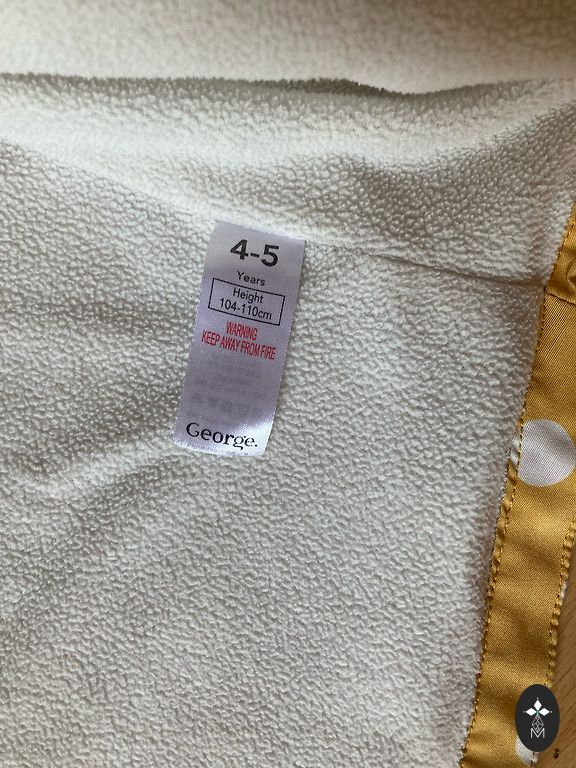 4-5
Years
Height
104-110cm
WARNING
KEEP AWAY FROM FIRE
George.